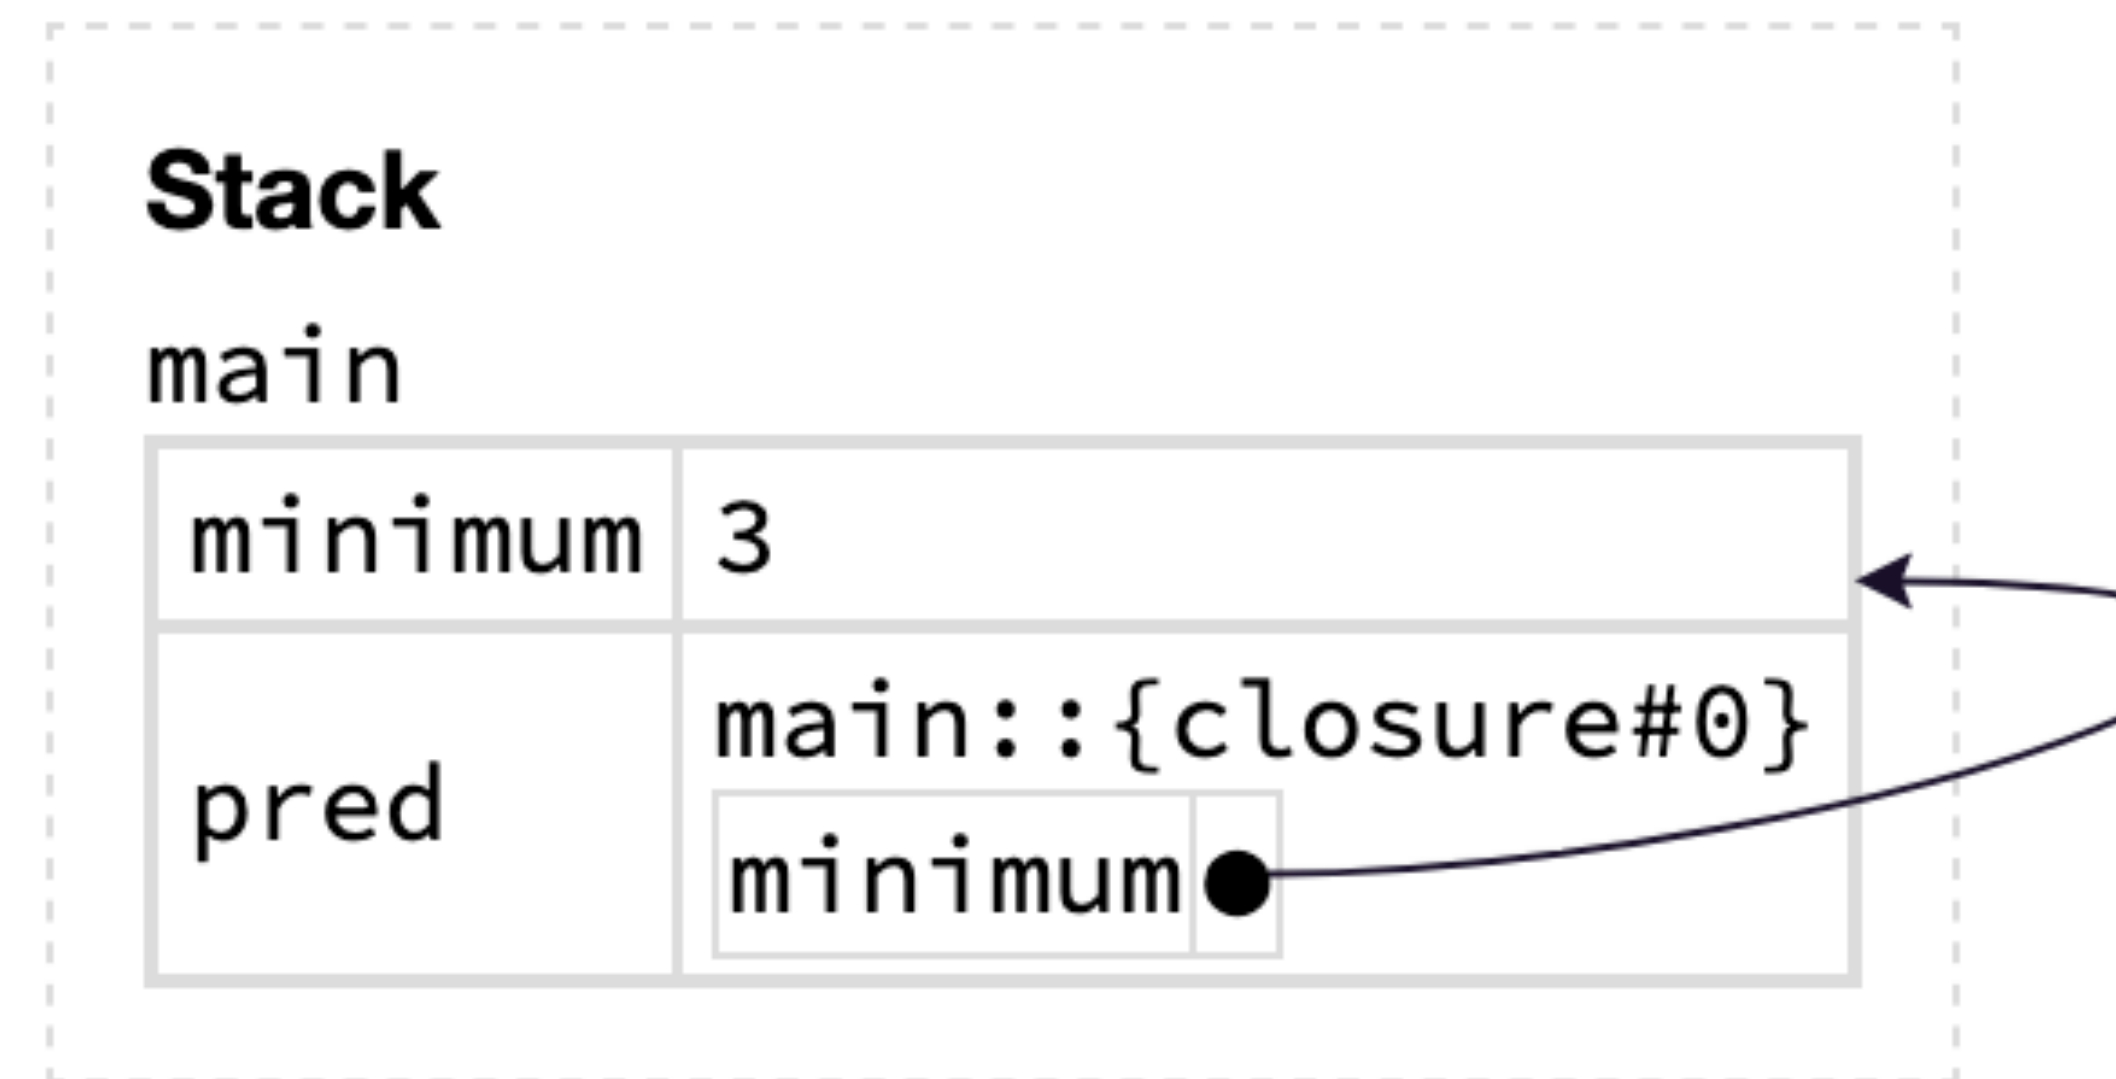 Stack
main
minimum 3
pred main::{closure#0}
minimum